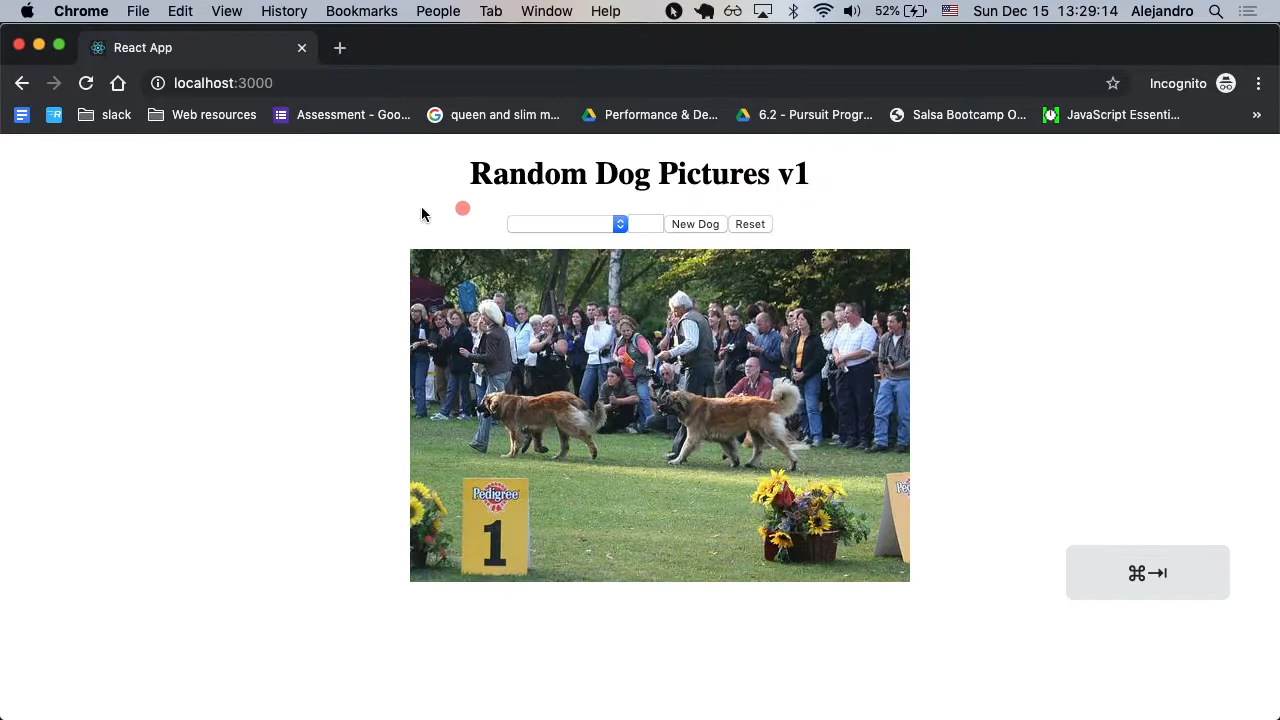 Chrome File Edit View History Bookmarks People Tab Window Help 52% Sun Dec 15 13:29:14 Alejandro
React App
localhost:3000 Incognito
slack Web resources Assessment - Goo... queen and slim m... Performance & De... 6.2 - Pursuit Progr... Salsa Bootcamp O... JavaScript Essenti... »
Random Dog Pictures v1
New Dog Reset
Pedigree
1
⌘⇥